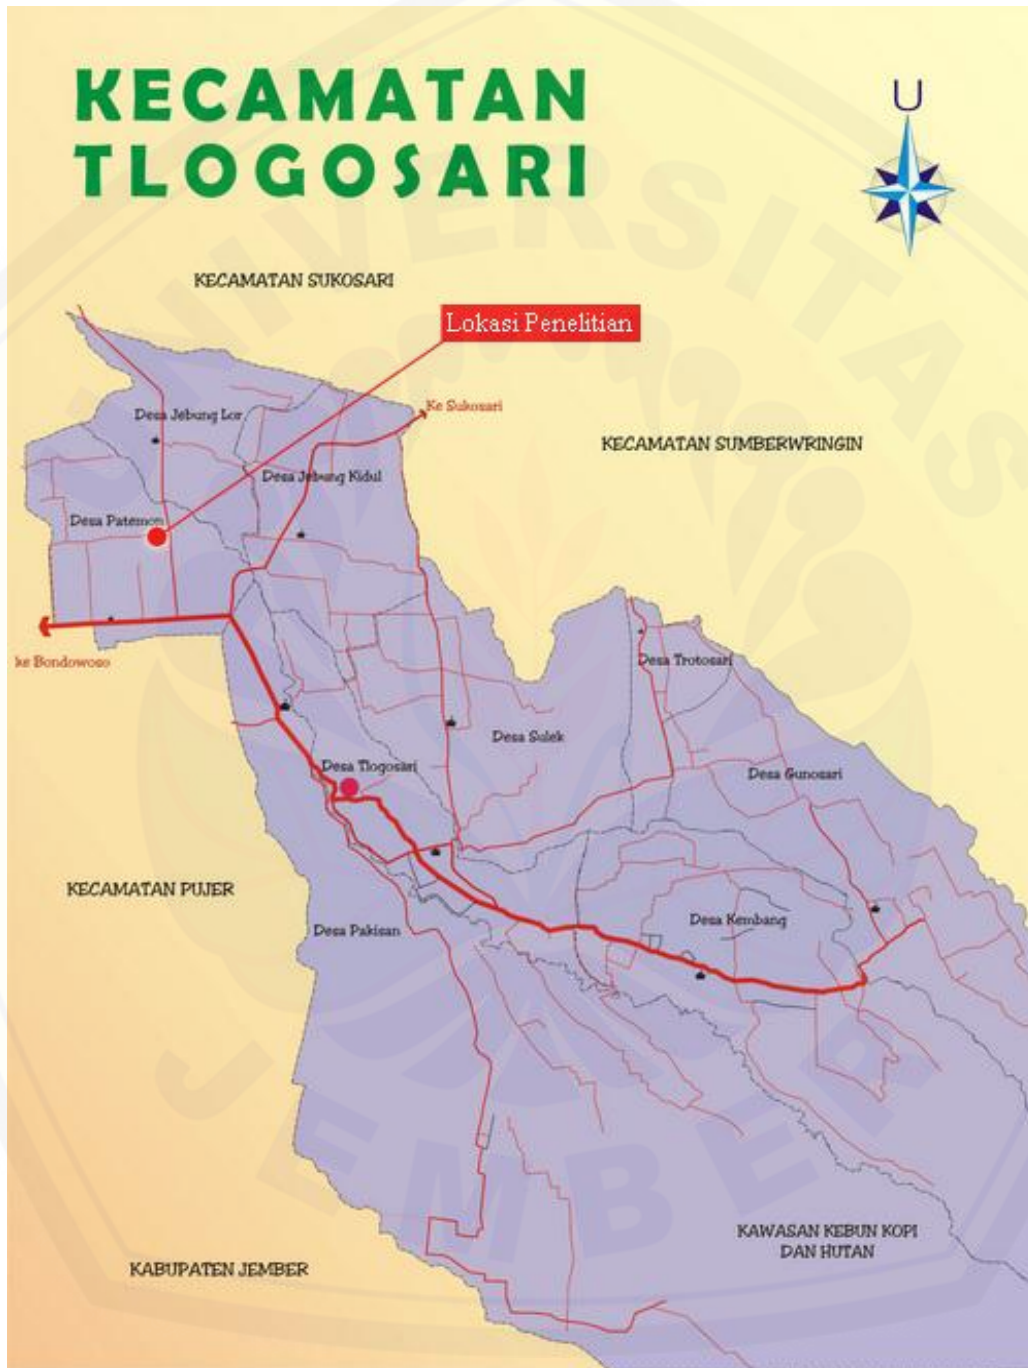 KECAMATAN
TLOGOSARI
U
KECAMATAN SUKOSARI
Lokasi Penelitian
Ke Sukosari
Desa Jebung Lor
KECAMATAN SUMBERWRINGIN
Desa Jebung Kidul
Desa Patemon
ke Bondowoso
Desa Trotosari
Desa Sulek
Desa Tlogosari
Desa Gunosari
KECAMATAN PUJER
Desa Pakisan
Desa Kembang
KAWASAN KEBUN KOPI
DAN HUTAN
KABUPATEN JEMBER
UNIVERSITAS
JEMBER